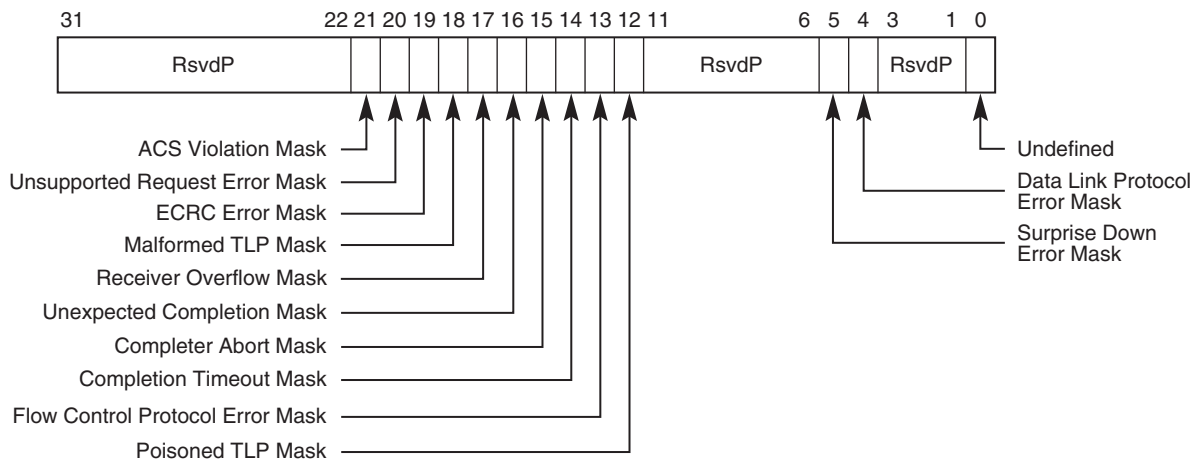 31 22 21 20 19 18 17 16 15 14 13 12 11 6 5 4 3 1 0
RsvdP RsvdP RsvdP
ACS Violation Mask
Unsupported Request Error Mask
ECRC Error Mask
Malformed TLP Mask
Receiver Overflow Mask
Unexpected Completion Mask
Completer Abort Mask
Completion Timeout Mask
Flow Control Protocol Error Mask
Poisoned TLP Mask
Undefined
Data Link Protocol
Error Mask
Surprise Down
Error Mask